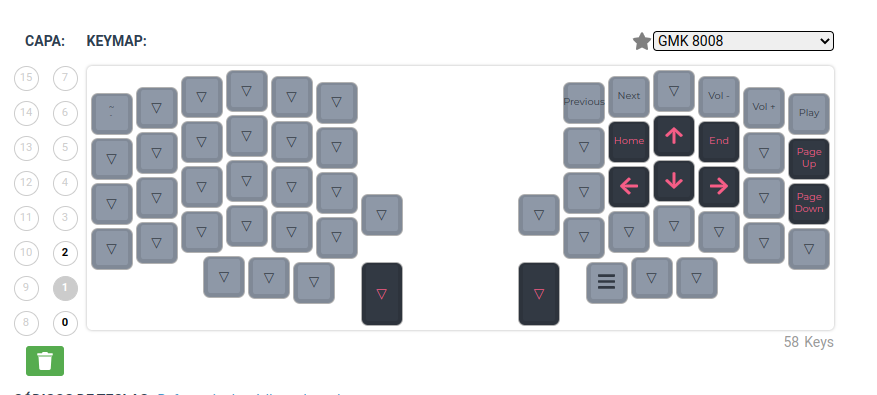 CAPA: KEYMAP: GMK 8008
15 7
14 6
13 5
12 4
11 3
10 2
9 1
8 0
~
Previous Next Vol - Vol + Play
Home End Page Up
Page Down
58 Keys